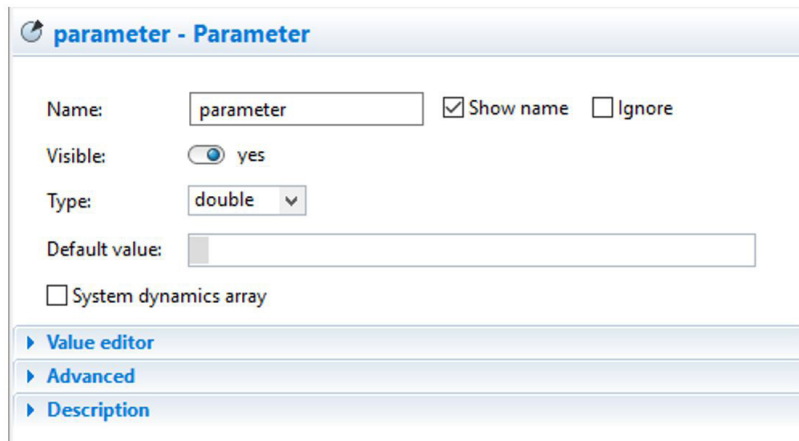 parameter - Parameter
Name: parameter Show name Ignore
Visible: yes
Type: double
Default value:
System dynamics array
Value editor
Advanced
Description